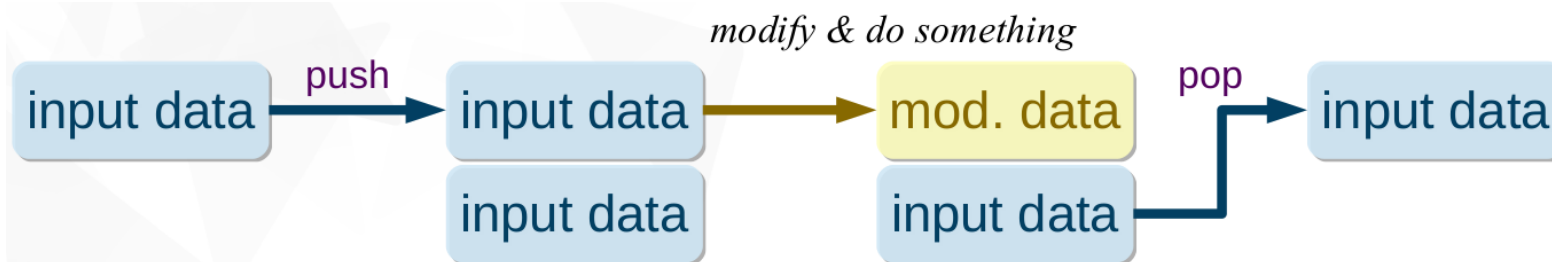 modify & do something
push
pop
input data
input data
mod. data
input data
input data
input data